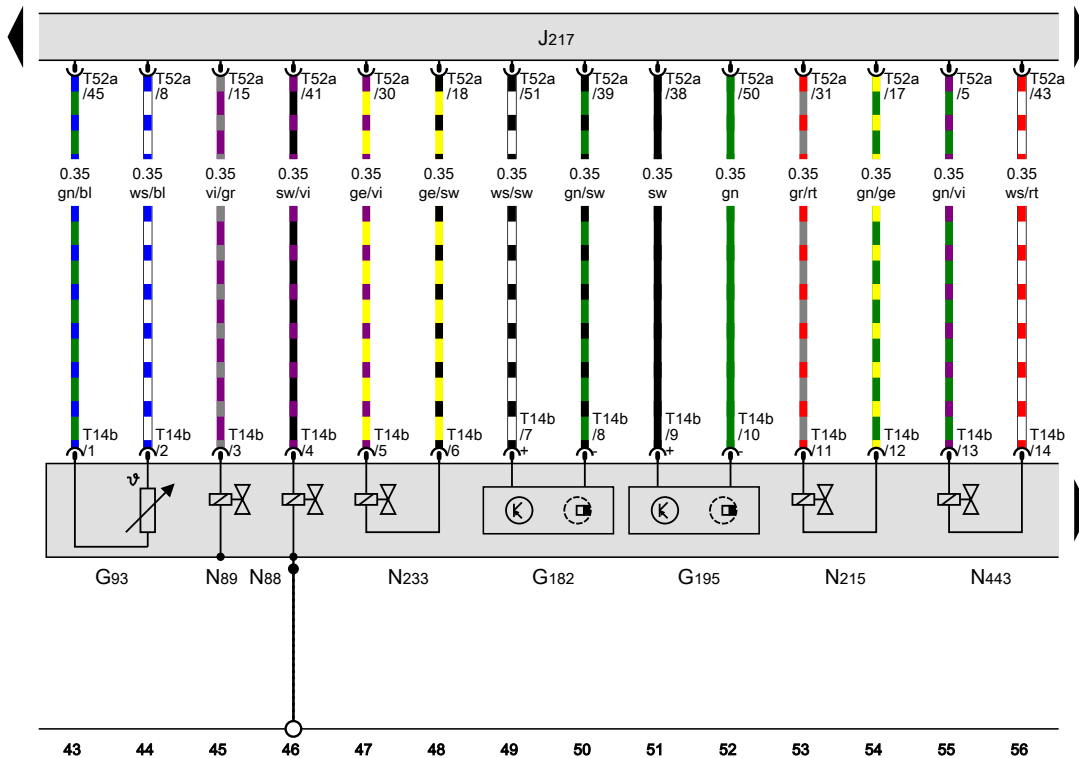 J217
T52a T52a T52a T52a T52a T52a T52a T52a T52a T52a T52a T52a T52a T52a
/45 /8 /15 /41 /30 /18 /51 /39 /38 /50 /31 /17 /5 /43
0.35 0.35 0.35 0.35 0.35 0.35 0.35 0.35 0.35 0.35 0.35 0.35 0.35 0.35
gn/bl ws/bl vi/gr sw/vi ge/vi ge/sw ws/sw gn/sw sw gn gr/rt gn/ge gn/vi ws/rt
T14b T14b T14b T14b T14b T14b T14b T14b T14b T14b T14b T14b T14b T14b
/1 /2 /3 /4 /5 /6 /7 /8 /9 /10 /11 /12 /13 /14
+ - + -
ϑ
G93 N89 N88 N233 G182 G195 N215 N443
43 44 45 46 47 48 49 50 51 52 53 54 55 56